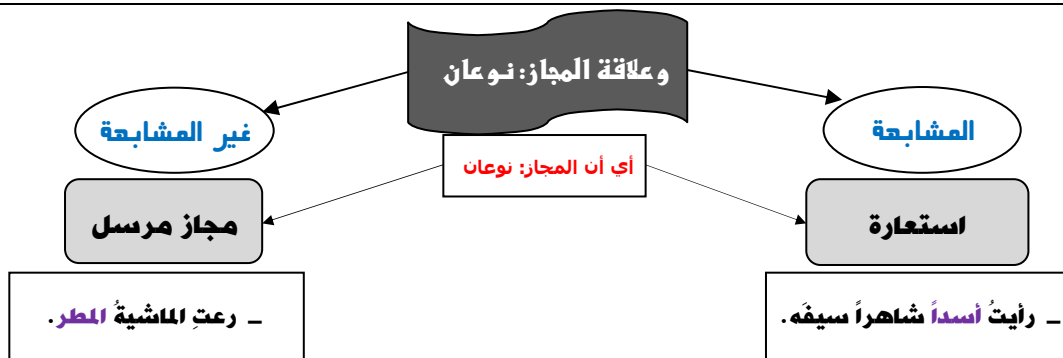 وعلاقة المجاز: نوعان
المشابهة
غير المشابهة
أي أن المجاز: نوعان
استعارة
مجاز مرسل
_ رأيتُ أسداً شاهراً سيفَه.
_ رعتِ الماشيةُ المطر.